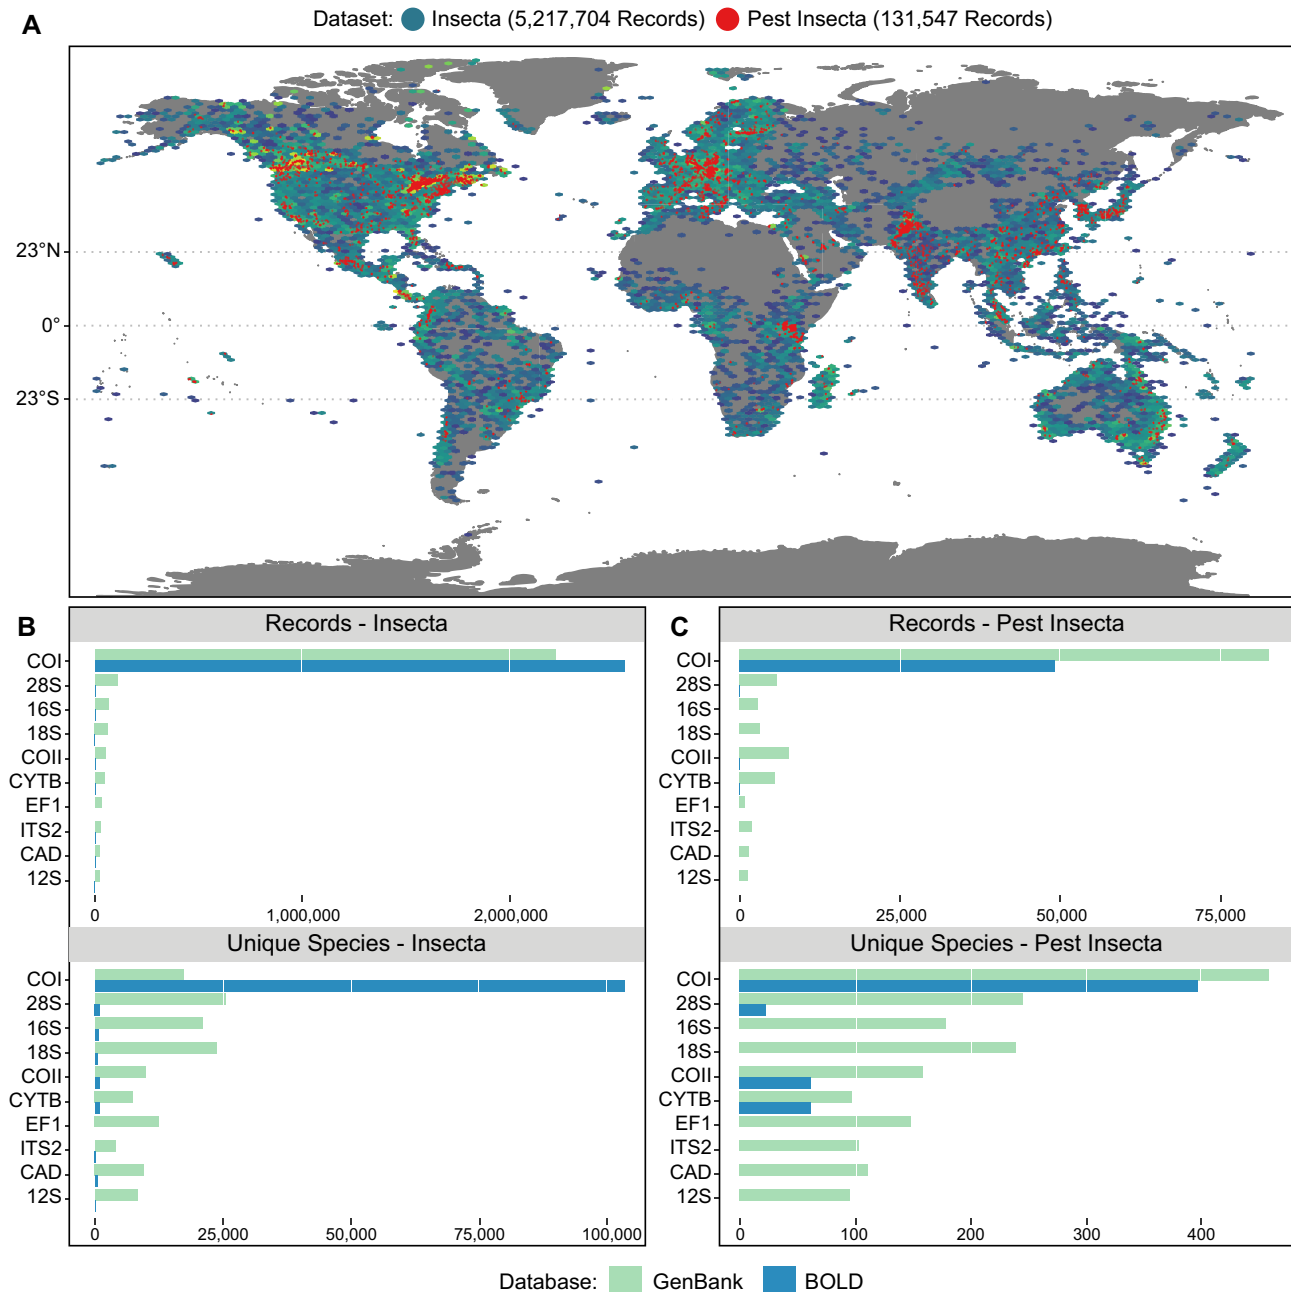 A
Dataset: Insecta (5,217,704 Records) Pest Insecta (131,547 Records)
23°N
0°
23°S
B
Records - Insecta
COI
28S
16S
18S
COII
CYTB
EF1
ITS2
CAD
12S
0 1,000,000 2,000,000
Unique Species - Insecta
COI
28S
16S
18S
COII
CYTB
EF1
ITS2
CAD
12S
0 25,000 50,000 75,000 100,000
C
Records - Pest Insecta
COI
28S
16S
18S
COII
CYTB
EF1
ITS2
CAD
12S
0 25,000 50,000 75,000
Unique Species - Pest Insecta
COI
28S
16S
18S
COII
CYTB
EF1
ITS2
CAD
12S
0 100 200 300 400
Database: GenBank BOLD